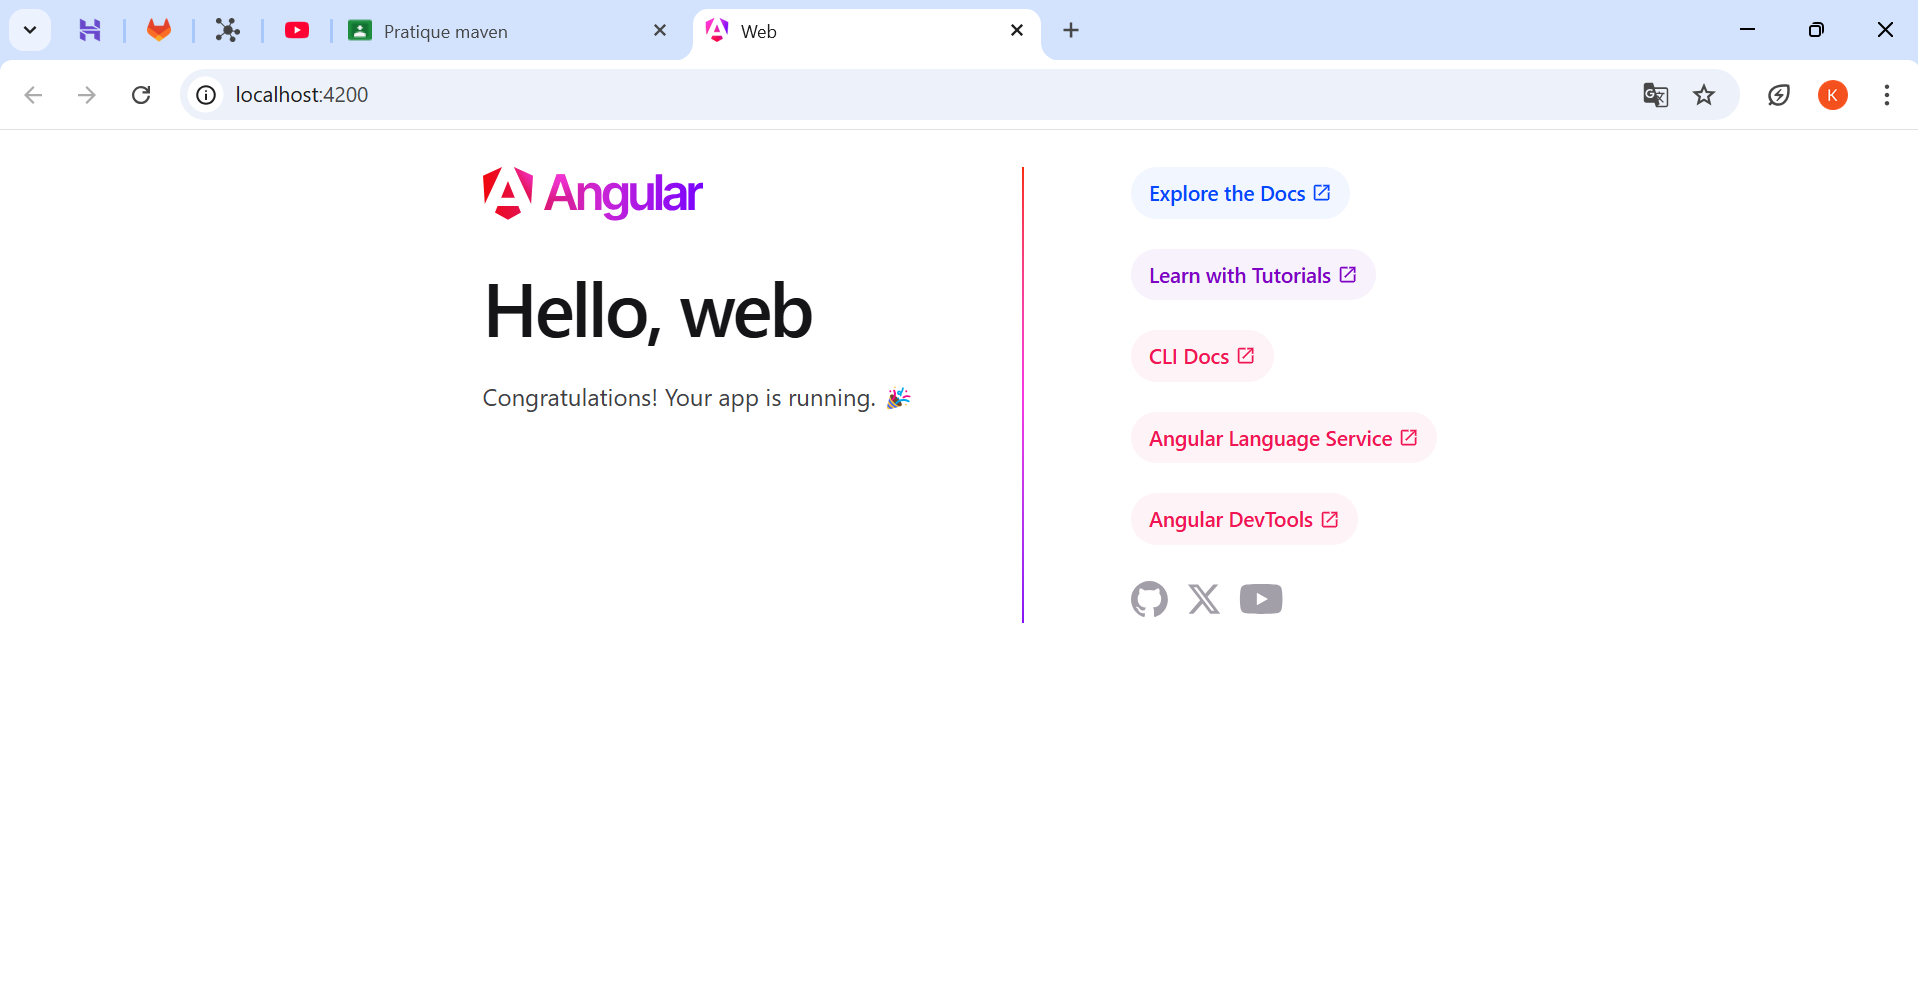 Pratique maven
Web
localhost:4200
K
Angular
Hello, web
Congratulations! Your app is running. 🎉
Explore the Docs
Learn with Tutorials
CLI Docs
Angular Language Service
Angular DevTools